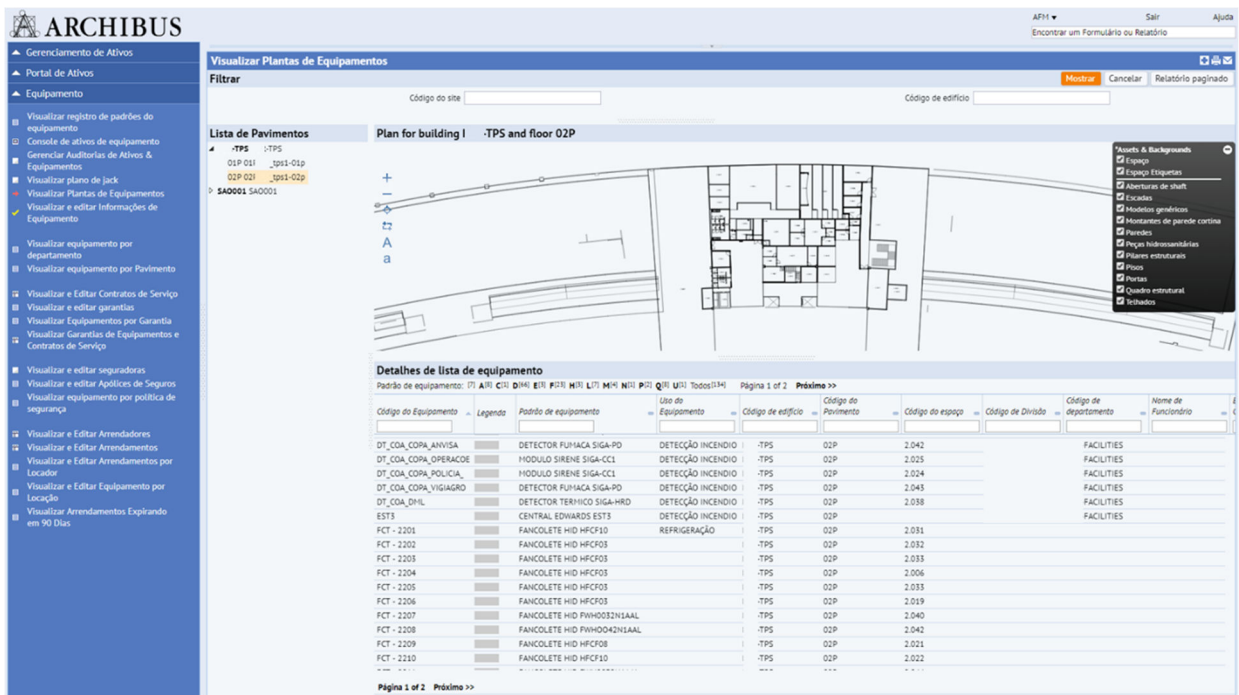 ARCHIBUS
AFM ▾ Sair Ajuda
Encontrar um Formulário ou Relatório
Gerenciamento de Ativos
Portal de Ativos
Equipamento
Visualizar registro de padrões do
equipamento
Console de ativos de equipamento
Gerenciar Auditorias de Ativos &
Equipamentos
Visualizar plano de jack
Visualizar Plantas de Equipamentos
Visualizar e editar Informações de
Equipamento
Visualizar equipamento por
departamento
Visualizar equipamento por Pavimento
Visualizar e Editar Contratos de Serviço
Visualizar e editar garantias
Visualizar Equipamentos por Garantia
Visualizar Garantias de Equipamentos e
Contratos de Serviço
Visualizar e editar seguradoras
Visualizar e editar Apólices de Seguros
Visualizar equipamento por política de
segurança
Visualizar e Editar Arrendadores
Visualizar e Editar Arrendamentos
Visualizar e Editar Arrendamentos por
Locador
Visualizar e Editar Equipamento por
Locação
Visualizar Arrendamentos Expirando
em 90 Dias
Visualizar Plantas de Equipamentos
Filtrar
Mostrar Cancelar Relatório paginado
Código do site
Código de edifício
Lista de Pavimentos
-TPS :-TPS
01P 01I _tps1-01p
02P 02I _tps1-02p
SAO001 SAO001
Plan for building I -TPS and floor 02P
+
−
A
a
*Assets & Backgrounds
Espaço
Espaço Etiquetas
Aberturas de shaft
Escadas
Modelos genéricos
Montantes de parede cortina
Paredes
Peças hidrossanitárias
Pilares estruturais
Pisos
Portas
Quadro estrutural
Telhados
Detalhes de lista de equipamento
Padrão de equipamento: [7] A[8] C[1] D[66] E[3] F[23] H[3] L[7] M[4] N[1] P[2] Q[8] U[1] Todos[134] Página 1 of 2 Próximo >>
Código do Equipamento Legenda Padrão de equipamento Uso do Equipamento Código de edifício Código do Pavimento Código do espaço Código de Divisão Código de departamento Nome de Funcionário
DT_COA_COPA_ANVISA DETECTOR FUMACA SIGA-PD DETECÇÃO INCENDIO -TPS 02P 2.042 FACILITIES
DT_COA_COPA_OPERACOE MODULO SIRENE SIGA-CC1 DETECÇÃO INCENDIO -TPS 02P 2.025 FACILITIES
DT_COA_COPA_POLICIA_ MODULO SIRENE SIGA-CC1 DETECÇÃO INCENDIO -TPS 02P 2.024 FACILITIES
DT_COA_COPA_VIGIAGRO DETECTOR FUMACA SIGA-PD DETECÇÃO INCENDIO -TPS 02P 2.043 FACILITIES
DT_COA_DML DETECTOR TERMICO SIGA-HRD DETECÇÃO INCENDIO -TPS 02P 2.038 FACILITIES
EST3 CENTRAL EDWARDS EST3 DETECÇÃO INCENDIO -TPS 02P FACILITIES
FCT - 2201 FANCOLETE HID HFCF10 REFRIGERAÇÃO -TPS 02P 2.031
FCT - 2202 FANCOLETE HID HFCF03 -TPS 02P 2.032
FCT - 2203 FANCOLETE HID HFCF03 -TPS 02P 2.033
FCT - 2204 FANCOLETE HID HFCF03 -TPS 02P 2.006
FCT - 2205 FANCOLETE HID HFCF03 -TPS 02P 2.033
FCT - 2206 FANCOLETE HID HFCF03 -TPS 02P 2.019
FCT - 2207 FANCOLETE HID FWH0032N1AAL -TPS 02P 2.040
FCT - 2208 FANCOLETE HID FWHOO42N1AAL -TPS 02P 2.042
FCT - 2209 FANCOLETE HID HFCF08 -TPS 02P 2.021
FCT - 2210 FANCOLETE HID HFCF10 -TPS 02P 2.022
Página 1 of 2 Próximo >>